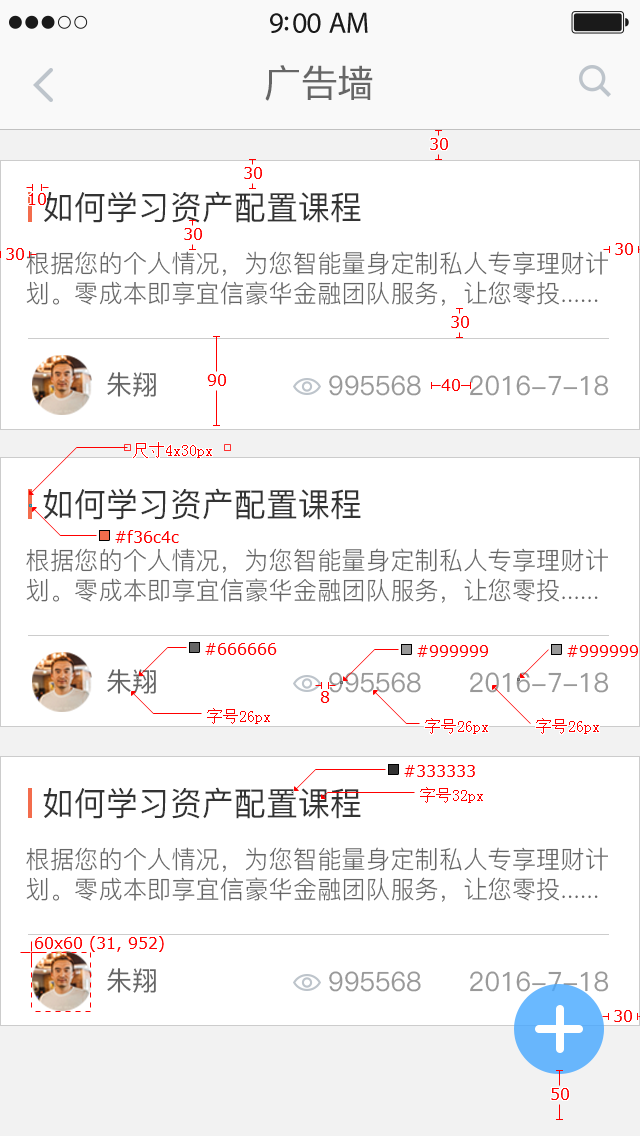 9:00 AM
广告墙
30
30
10
如何学习资产配置课程
30
30
30
根据您的个人情况，为您智能量身定制私人专享理财计
划。零成本即享宜信豪华金融团队服务，让您零投......
30
90
朱翔
995568
40
2016-7-18
尺寸4x30px
如何学习资产配置课程
#f36c4c
根据您的个人情况，为您智能量身定制私人专享理财计
划。零成本即享宜信豪华金融团队服务，让您零投......
#666666
#999999
#999999
朱翔
995568
2016-7-18
8
字号26px
字号26px
字号26px
#333333
如何学习资产配置课程
字号32px
根据您的个人情况，为您智能量身定制私人专享理财计
划。零成本即享宜信豪华金融团队服务，让您零投......
60x60 (31, 952)
朱翔
995568
2016-7-18
30
50